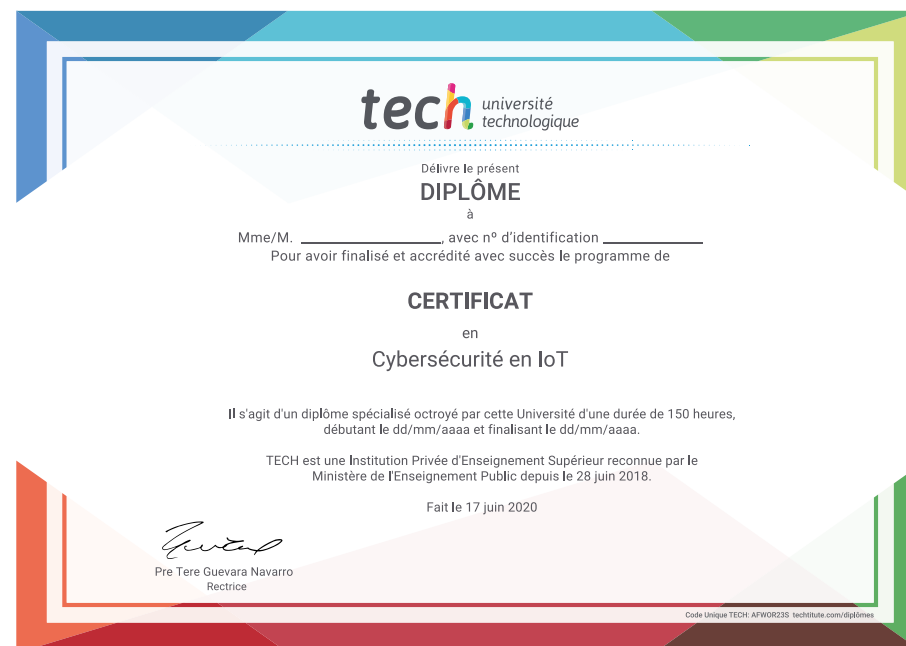 tech université
technologique
Délivre le présent
DIPLÔME
à
Mme/M. ____________________, avec nº d'identification ______________
Pour avoir finalisé et accrédité avec succès le programme de
CERTIFICAT
en
Cybersécurité en IoT
Il s'agit d'un diplôme spécialisé octroyé par cette Université d'une durée de 150 heures,
débutant le dd/mm/aaaa et finalisant le dd/mm/aaaa.
TECH est une Institution Privée d'Enseignement Supérieur reconnue par le
Ministère de l'Enseignement Public depuis le 28 juin 2018.
Fait le 17 juin 2020
Pre Tere Guevara Navarro
Rectrice
Code Unique TECH: AFWOR23S techtitute.com/diplômes